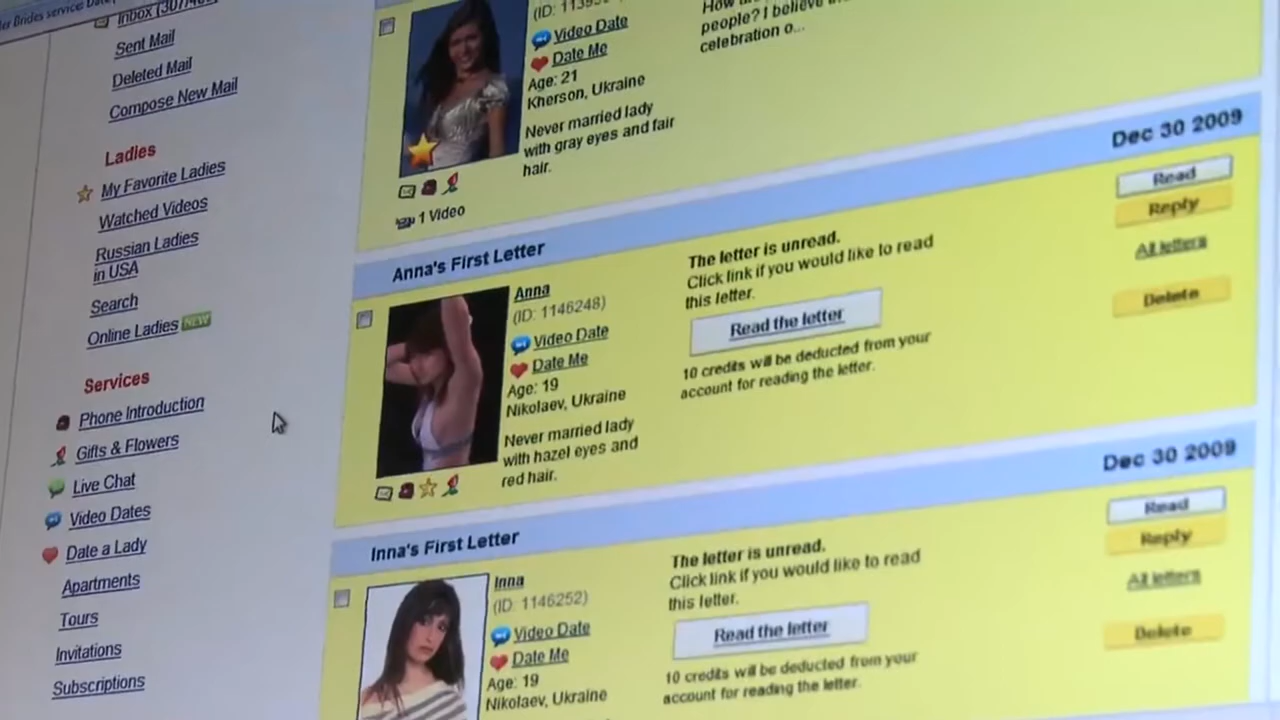 Brides service:
Inbox
Sent Mail
Deleted Mail
Compose New Mail
Ladies
My Favorite Ladies
Watched Videos
Russian Ladies
in USA
Search
Online Ladies NEW
Services
Phone Introduction
Gifts & Flowers
Live Chat
Video Dates
Date a Lady
Apartments
Tours
Invitations
Subscriptions
Video Date
Date Me
Age: 21
Kherson, Ukraine
Never married lady
with gray eyes and fair
hair.
1 Video
people? I believe
celebration o...
Dec 30 2009
Anna's First Letter
Anna
(ID: 1146248)
Video Date
Date Me
Age: 19
Nikolaev, Ukraine
Never married lady
with hazel eyes and
red hair.
The letter is unread.
Click link if you would like to read
this letter.
Read the letter
10 credits will be deducted from your
account for reading the letter.
Read
Reply
All letters
Delete
Dec 30 2009
Inna's First Letter
Inna
(ID: 1146252)
Video Date
Date Me
Age: 19
Nikolaev, Ukraine
The letter is unread.
Click link if you would like to read
this letter.
Read the letter
10 credits will be deducted from your
account for reading the letter.
Read
Reply
All letters
Delete